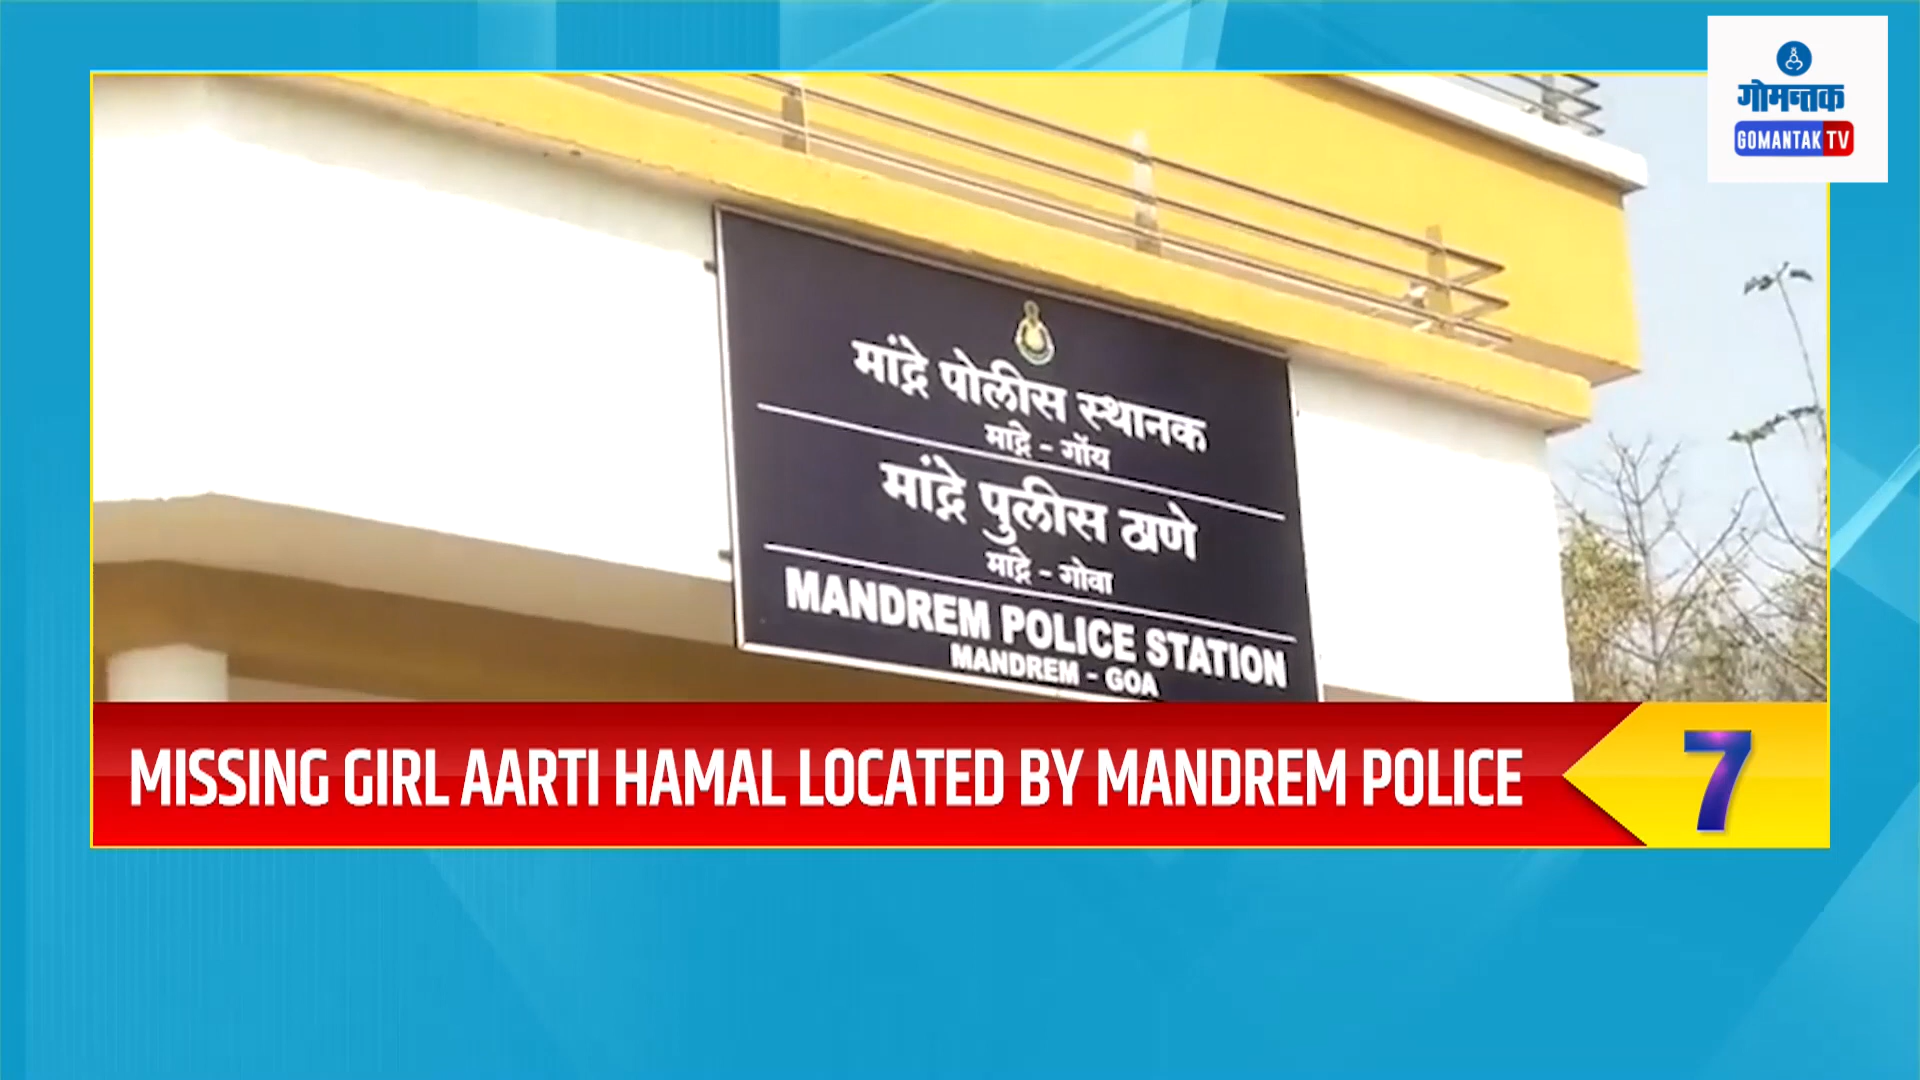 गोमन्तक
GOMANTAK TV
मांद्रे पोलीस स्थानक
मांद्रे - गोंय
मांद्रे पुलीस ठाणे
मांद्रे - गोवा
MANDREM POLICE STATION
MANDREM - GOA
MISSING GIRL AARTI HAMAL LOCATED BY MANDREM POLICE
7